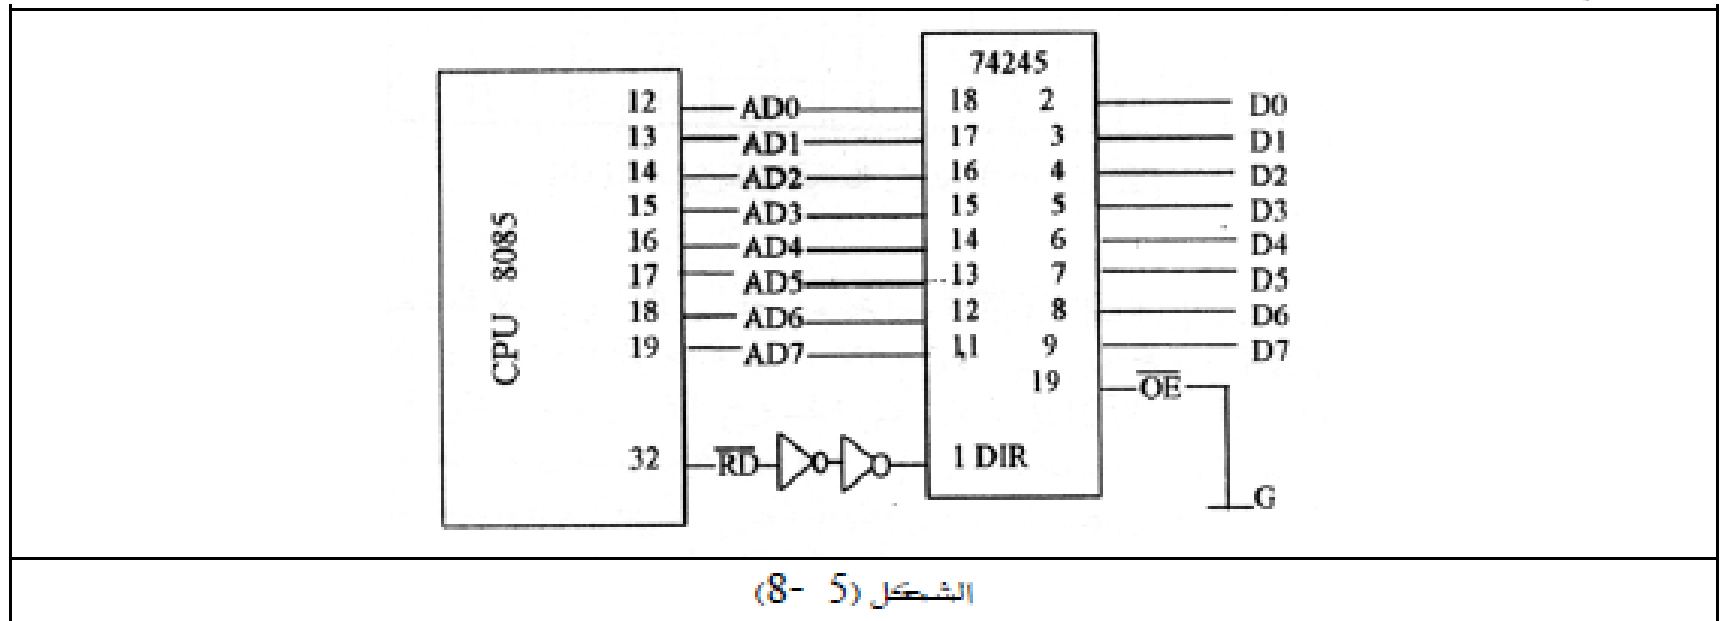 74245
12 AD0 18 2 D0
13 AD1 17 3 D1
14 AD2 16 4 D2
15 AD3 15 5 D3
16 AD4 14 6 D4
17 AD5 13 7 D5
18 AD6 12 8 D6
19 AD7 11 9 D7
CPU 8085
19 O̅E̅
32 R̅D̅ 1 DIR
G
الشكل (5 -8)